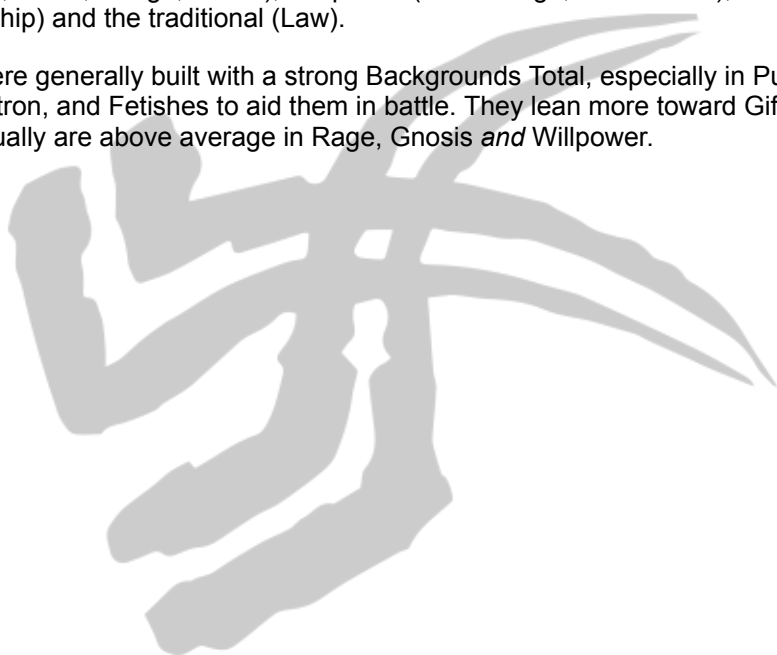 hip) and the traditional (Law).
ere generally built with a strong Backgrounds Total, especially in Pu
tron, and Fetishes to aid them in battle. They lean more toward Gif
ually are above average in Rage, Gnosis and Willpower.